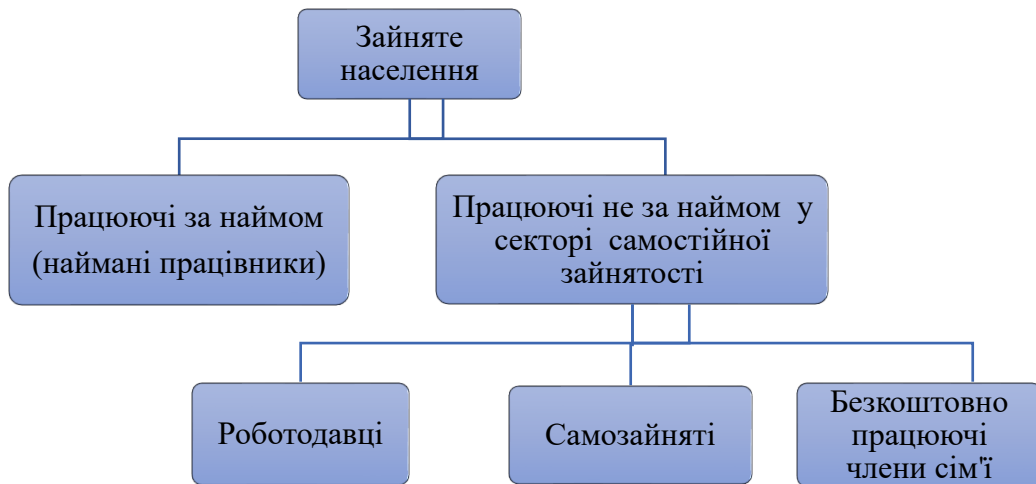 Зайняте
населення
Працюючі за наймом
(наймані працівники)
Працюючі не за наймом у
секторі самостійної
зайнятості
Роботодавці
Самозайняті
Безкоштовно
працюючі
члени сім'ї